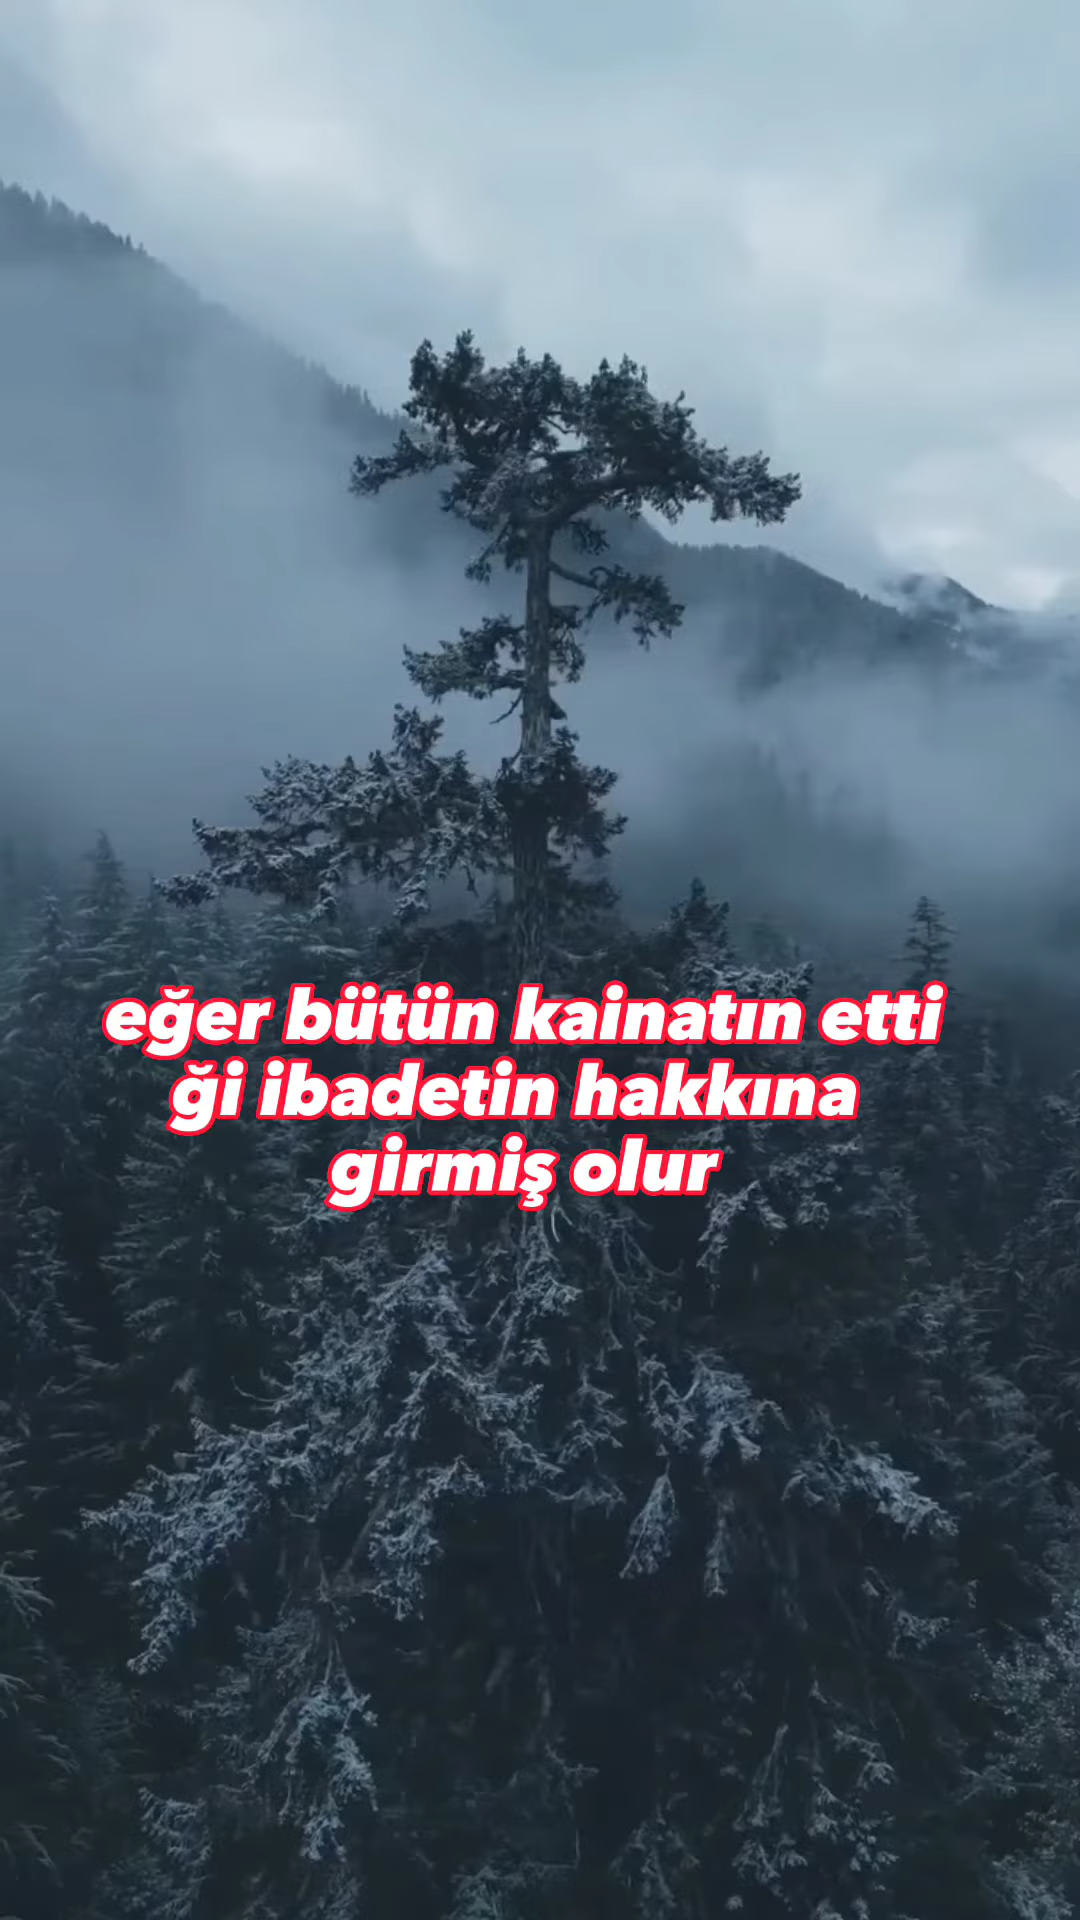 eğer bütün kainatın etti
ği ibadetin hakkına
girmiş olur